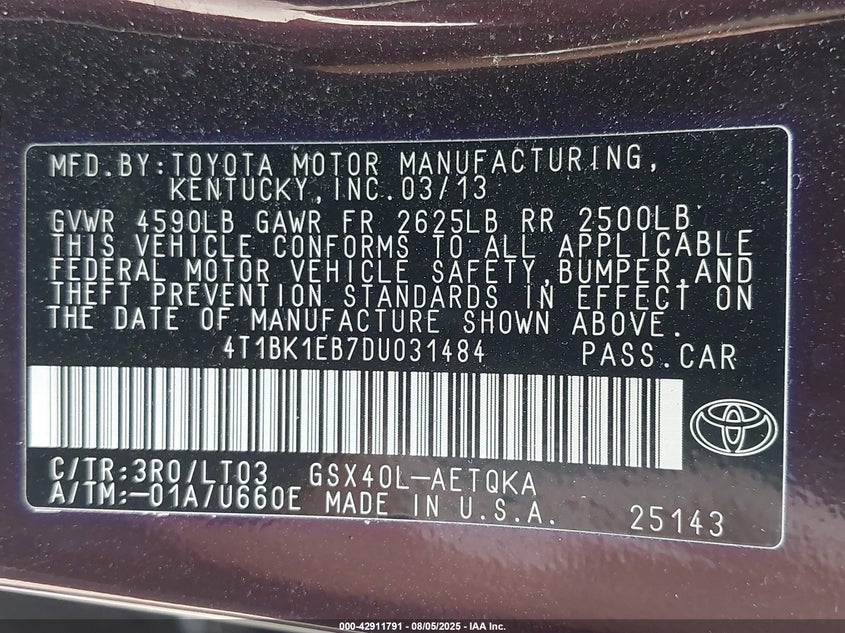 MFD.BY:TOYOTA MOTOR MANUFACTURING,
KENTUCKY,INC.03/13
GVWR 4590LB GAWR FR 2625LB RR 2500LB
THIS VEHICLE CONFORMS TO ALL APPLICABLE
FEDERAL MOTOR VEHICLE SAFETY,BUMPER,AND
THEFT PREVENTION STANDARDS IN EFFECT ON
THE DATE OF MANUFACTURE SHOWN ABOVE.
4T1BK1EB7DU031484 PASS.CAR
C/TR:3R0/LT03 GSX40L-AETQKA
A/TM:-01A7U660E MADE IN U.S.A. 25143
000-42911791 - 08/05/2025 - IAA Inc.